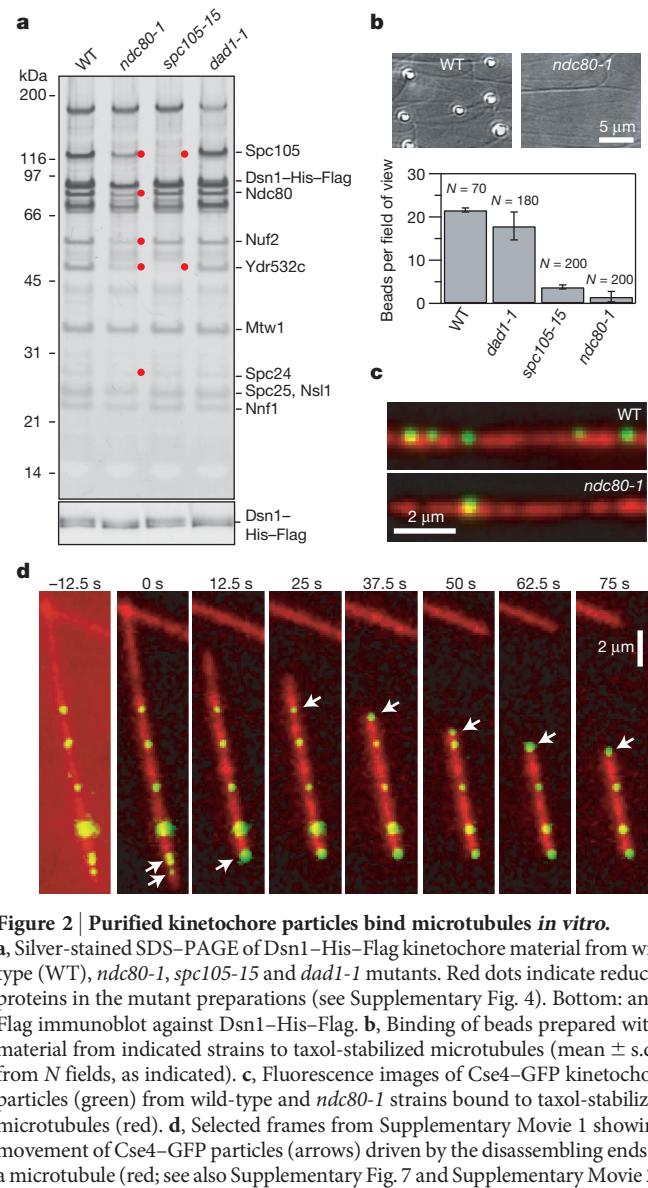 a
WT ndc80-1 spc105-15 dad1-1
kDa
200
116
97
66
45
31
21
14
Spc105
Dsn1–His–Flag
Ndc80
Nuf2
Ydr532c
Mtw1
Spc24
Spc25, Nsl1
Nnf1
Dsn1–
His–Flag
b
WT ndc80-1
5 μm
Beads per field of view
30
20
10
0
N = 70
N = 180
N = 200
N = 200
WT dad1-1 spc105-15 ndc80-1
c
WT
ndc80-1
2 μm
d
–12.5 s 0 s 12.5 s 25 s 37.5 s 50 s 62.5 s 75 s
2 μm
Figure 2 | Purified kinetochore particles bind microtubules in vitro.
a, Silver-stained SDS–PAGE of Dsn1–His–Flag kinetochore material from wi
type (WT), ndc80-1, spc105-15 and dad1-1 mutants. Red dots indicate reduc
proteins in the mutant preparations (see Supplementary Fig. 4). Bottom: an
Flag immunoblot against Dsn1–His–Flag. b, Binding of beads prepared wit
material from indicated strains to taxol-stabilized microtubules (mean ± s.d
from N fields, as indicated). c, Fluorescence images of Cse4–GFP kinetocho
particles (green) from wild-type and ndc80-1 strains bound to taxol-stabiliz
microtubules (red). d, Selected frames from Supplementary Movie 1 showin
movement of Cse4–GFP particles (arrows) driven by the disassembling ends
a microtubule (red; see also Supplementary Fig. 7 and Supplementary Movie